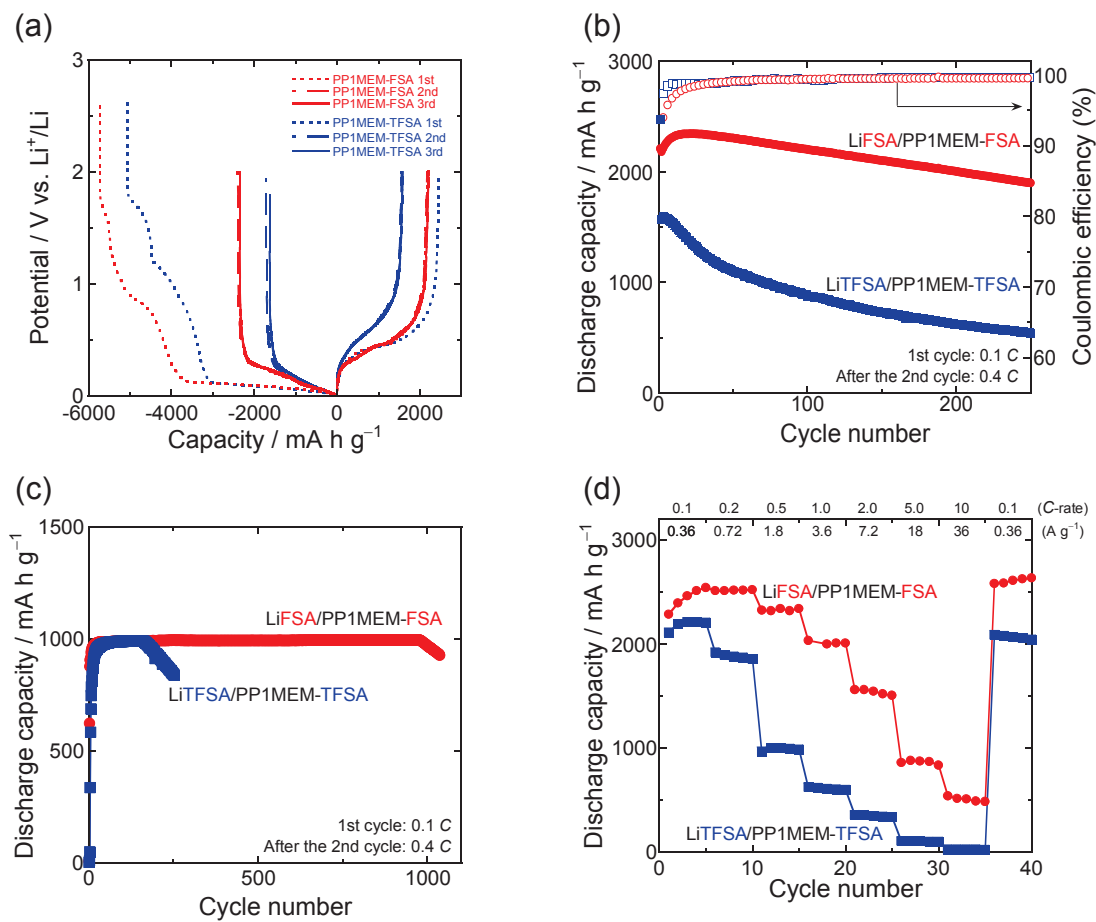 (a)
3
2
1
0
-6000
-4000
-2000
0
2000
Potential / V vs. Li⁺/Li
Capacity / mA h g⁻¹
PP1MEM-FSA 1st
PP1MEM-FSA 2nd
PP1MEM-FSA 3rd
PP1MEM-TFSA 1st
PP1MEM-TFSA 2nd
PP1MEM-TFSA 3rd
(b)
3000
2000
1000
0
100
90
80
70
60
0
100
200
Discharge capacity / mA h g⁻¹
Coulombic efficiency (%)
LiFSA/PP1MEM-FSA
LiTFSA/PP1MEM-TFSA
1st cycle: 0.1 C
After the 2nd cycle: 0.4 C
Cycle number
(c)
1500
1000
500
0
0
500
1000
Discharge capacity / mA h g⁻¹
LiFSA/PP1MEM-FSA
LiTFSA/PP1MEM-TFSA
1st cycle: 0.1 C
After the 2nd cycle: 0.4 C
Cycle number
(d)
0.1 0.2 0.5 1.0 2.0 5.0 10 0.1 (C-rate)
0.36 0.72 1.8 3.6 7.2 18 36 0.36 (A g⁻¹)
3000
2000
1000
0
0
10
20
30
40
Discharge capacity / mA h g⁻¹
LiFSA/PP1MEM-FSA
LiTFSA/PP1MEM-TFSA
Cycle number